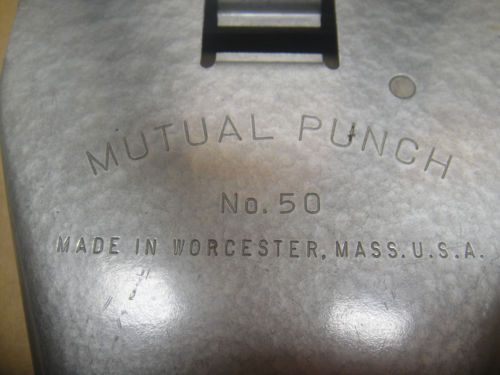 MUTUAL PUNCH
No. 50
MADE IN WORCESTER, MASS. U.S.A.